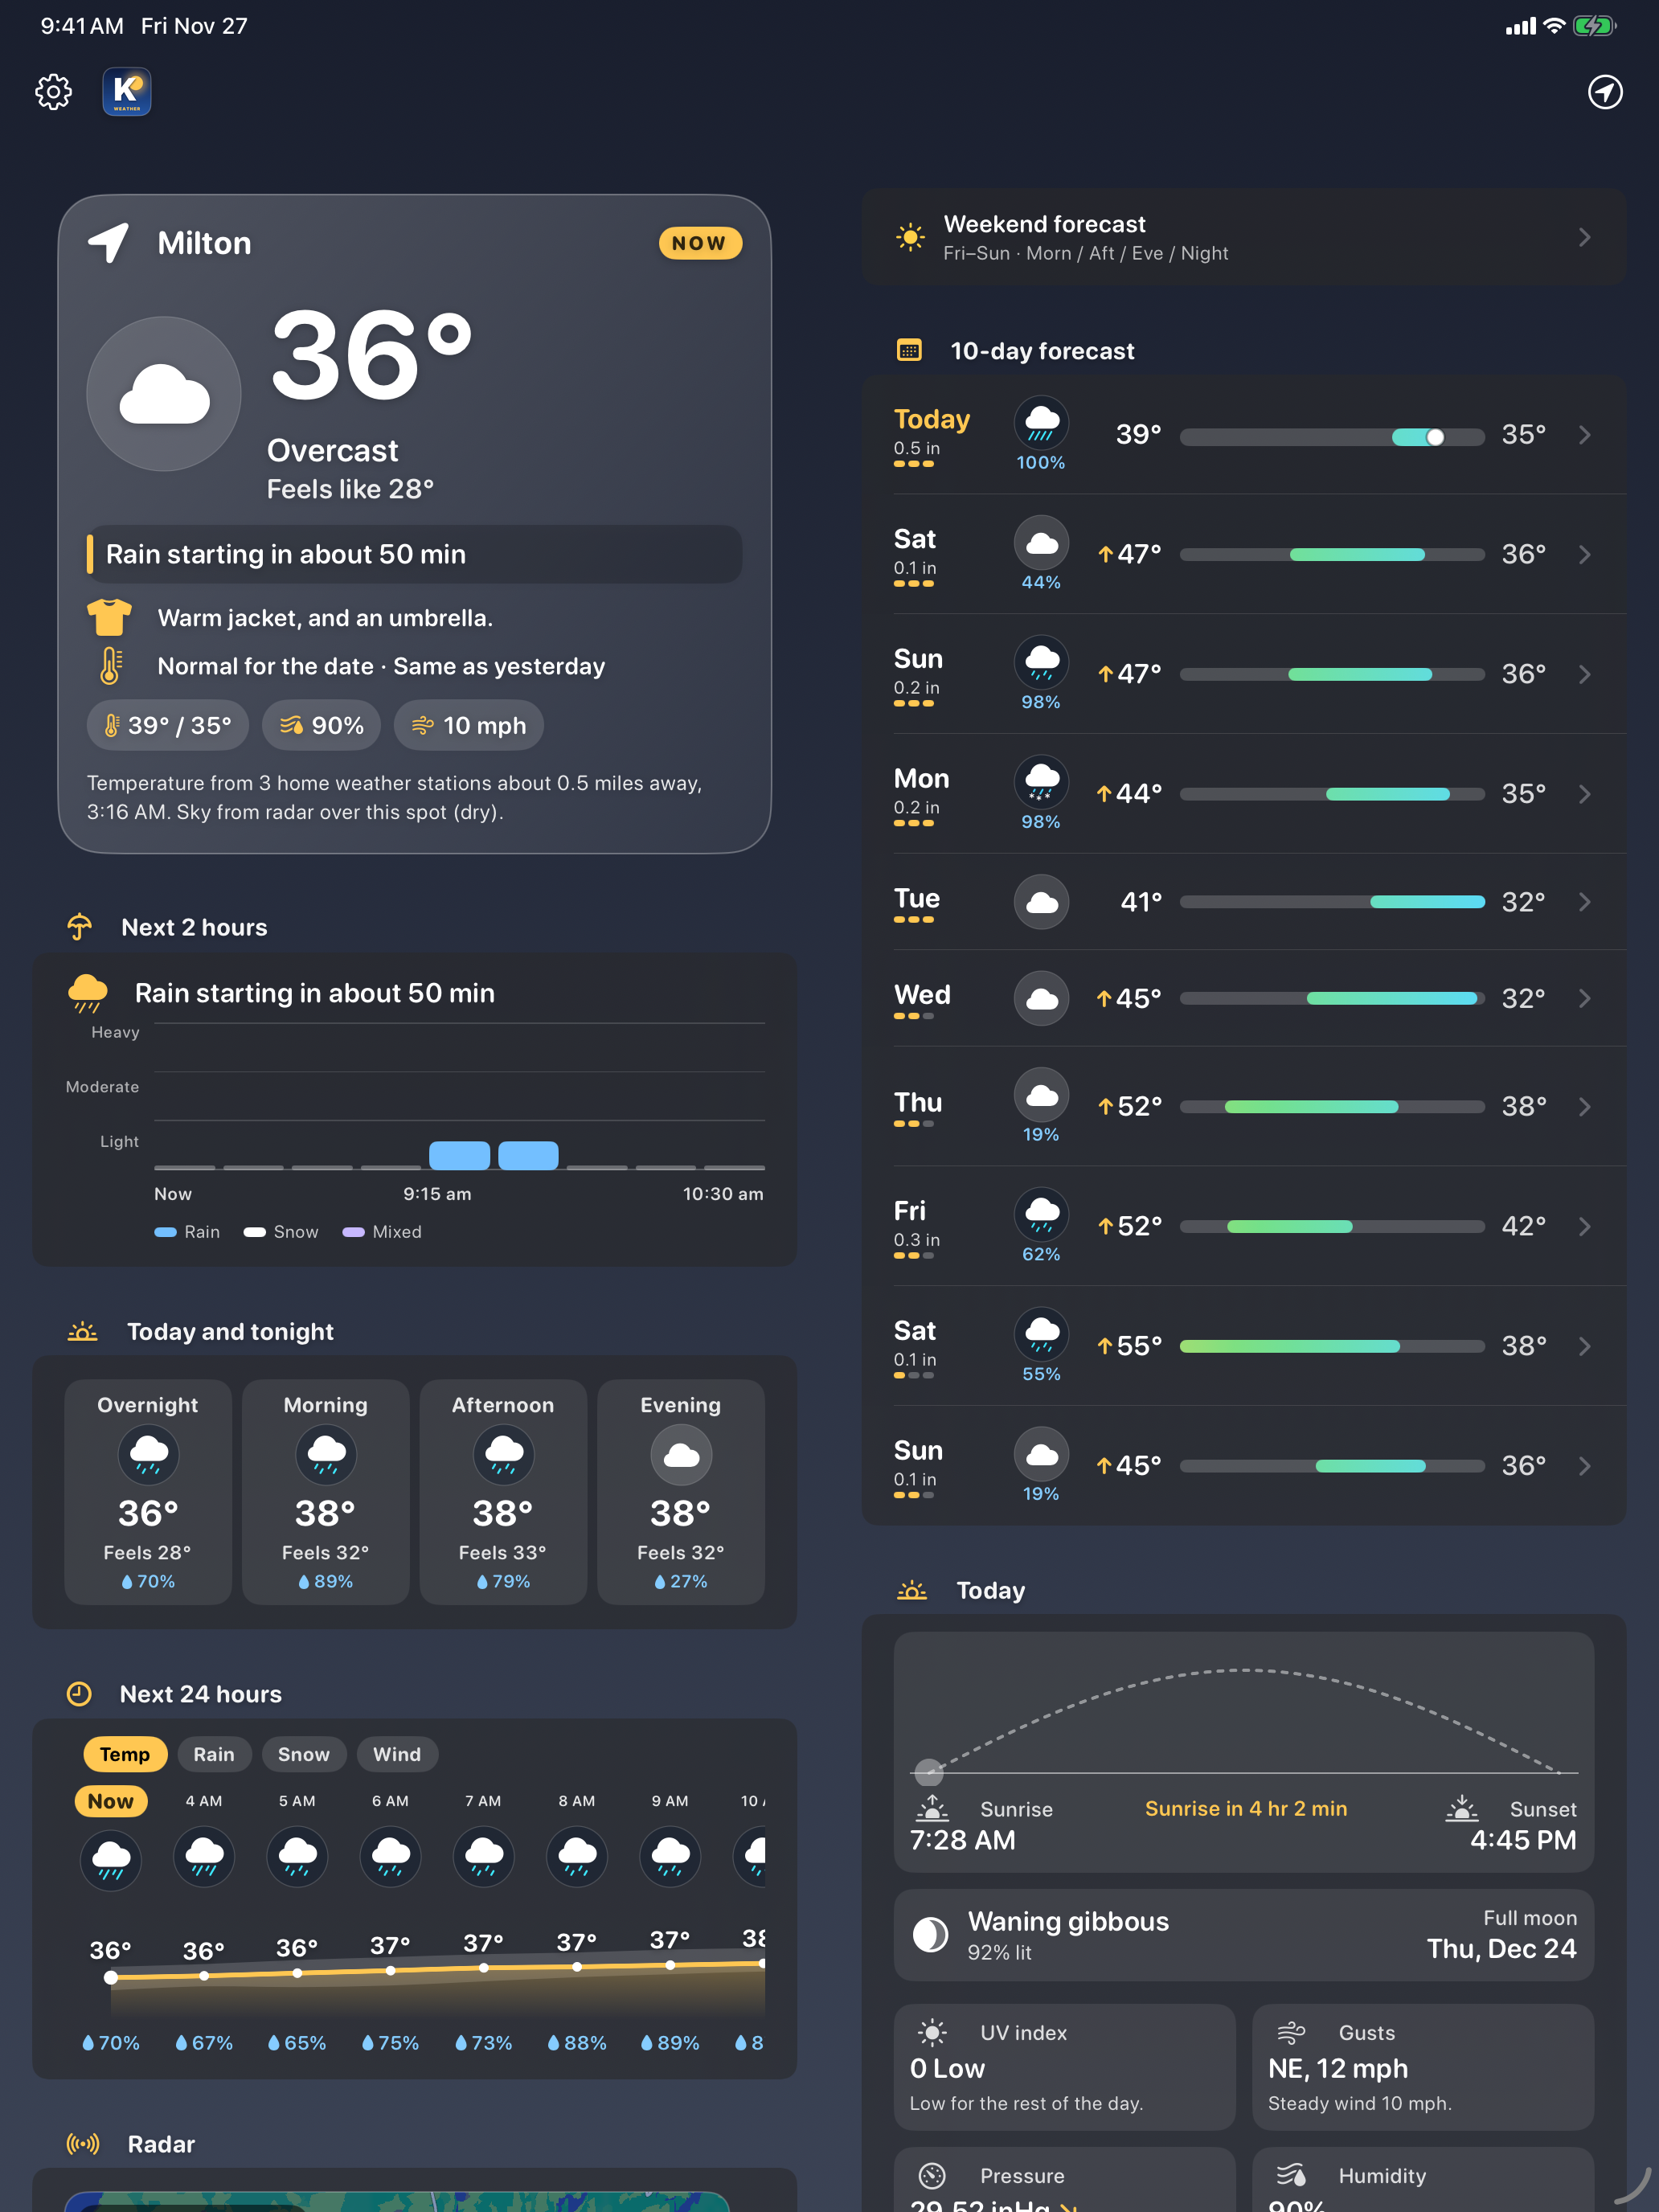 9:41 AM Fri Nov 27
K
WEATHER
Milton
NOW
36°
Overcast
Feels like 28°
Rain starting in about 50 min
Warm jacket, and an umbrella.
Normal for the date · Same as yesterday
39° / 35°
90%
10 mph
Temperature from 3 home weather stations about 0.5 miles away,
3:16 AM. Sky from radar over this spot (dry).
Next 2 hours
Rain starting in about 50 min
Heavy
Moderate
Light
Now 9:15 am 10:30 am
Rain Snow Mixed
Today and tonight
Overnight Morning Afternoon Evening
36° 38° 38° 38°
Feels 28° Feels 32° Feels 33° Feels 32°
70% 89% 79% 27%
Next 24 hours
Temp Rain Snow Wind
Now 4 AM 5 AM 6 AM 7 AM 8 AM 9 AM 10
36° 36° 36° 37° 37° 37° 37° 38
70% 67% 65% 75% 73% 88% 89% 8
Radar
Weekend forecast
Fri–Sun · Morn / Aft / Eve / Night
10-day forecast
Today 39° 35°
0.5 in
100%
Sat 47° 36°
0.1 in
44%
Sun 47° 36°
0.2 in
98%
Mon 44° 35°
0.2 in
98%
Tue 41° 32°
Wed 45° 32°
Thu 52° 38°
19%
Fri 52° 42°
0.3 in
62%
Sat 55° 38°
0.1 in
55%
Sun 45° 36°
0.1 in
19%
Today
Sunrise Sunrise in 4 hr 2 min Sunset
7:28 AM 4:45 PM
Waning gibbous
92% lit
Full moon
Thu, Dec 24
UV index
0 Low
Low for the rest of the day.
Gusts
NE, 12 mph
Steady wind 10 mph.
Pressure
29.52 inHg
Humidity
90%